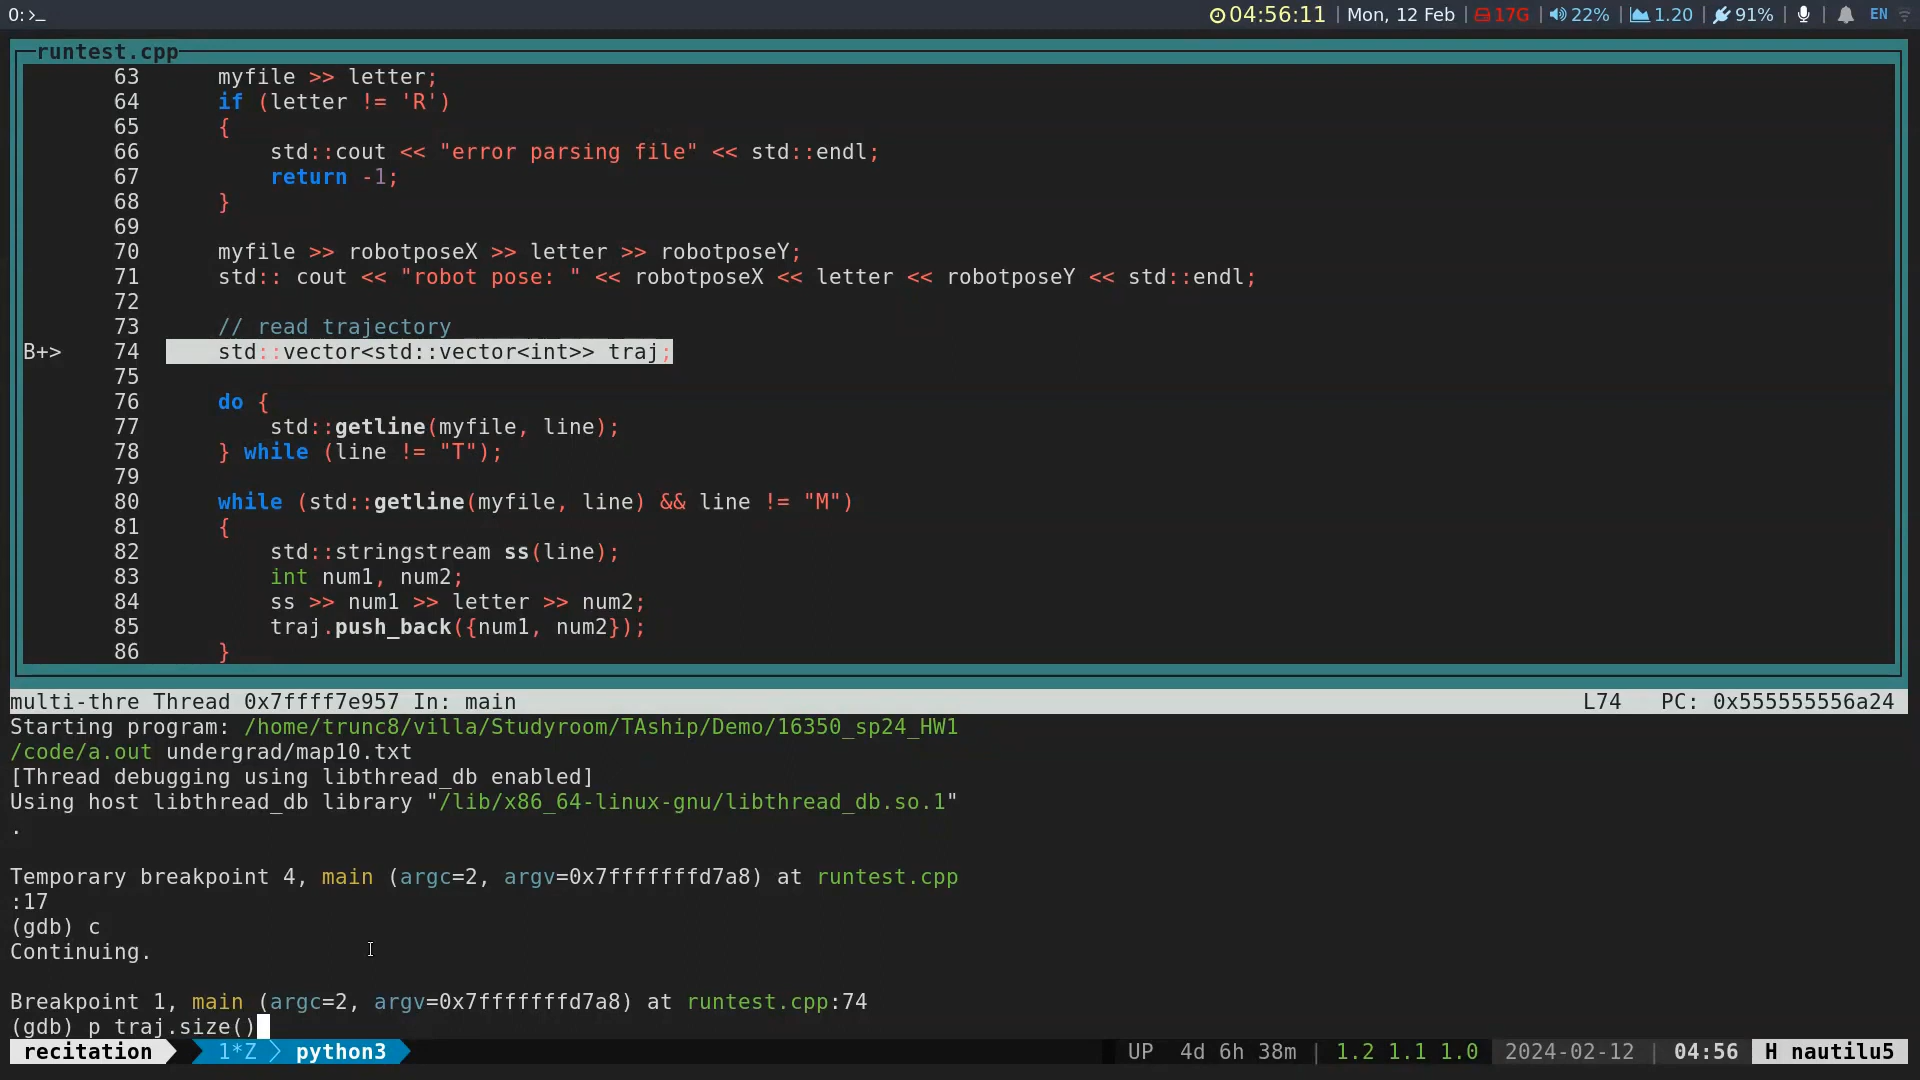 0: >_ 04:56:11 | Mon, 12 Feb | 17G | 22% | 1.20 | 91% | | EN
runtest.cpp
63 myfile >> letter;
64 if (letter != 'R')
65 {
66 std::cout << "error parsing file" << std::endl;
67 return -1;
68 }
69
70 myfile >> robotposeX >> letter >> robotposeY;
71 std:: cout << "robot pose: " << robotposeX << letter << robotposeY << std::endl;
72
73 // read trajectory
B+> 74 std::vector<std::vector<int>> traj;
75
76 do {
77 std::getline(myfile, line);
78 } while (line != "T");
79
80 while (std::getline(myfile, line) && line != "M")
81 {
82 std::stringstream ss(line);
83 int num1, num2;
84 ss >> num1 >> letter >> num2;
85 traj.push_back({num1, num2});
86 }
multi-thre Thread 0x7ffff7e957 In: main L74 PC: 0x555555556a24
Starting program: /home/trunc8/villa/Studyroom/TAship/Demo/16350_sp24_HW1
/code/a.out undergrad/map10.txt
[Thread debugging using libthread_db enabled]
Using host libthread_db library "/lib/x86_64-linux-gnu/libthread_db.so.1"
.
Temporary breakpoint 4, main (argc=2, argv=0x7fffffffd7a8) at runtest.cpp
:17
(gdb) c
Continuing.
Breakpoint 1, main (argc=2, argv=0x7fffffffd7a8) at runtest.cpp:74
(gdb) p traj.size()
recitation 1*Z python3 UP 4d 6h 38m | 1.2 1.1 1.0 2024-02-12 | 04:56 H nautilu5